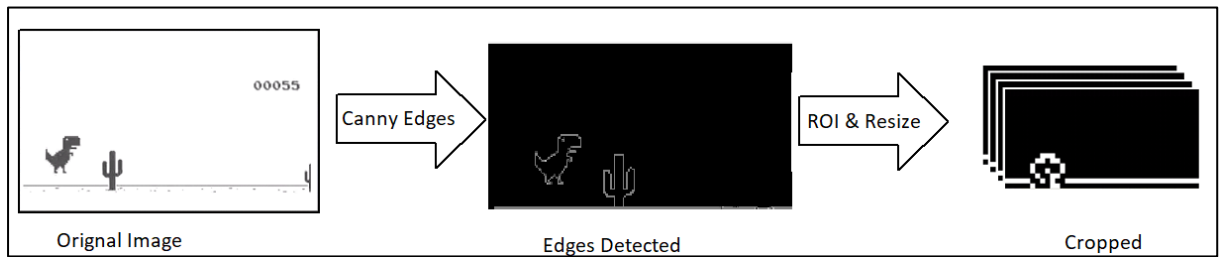 00055
Canny Edges
ROI & Resize
Orignal Image
Edges Detected
Cropped